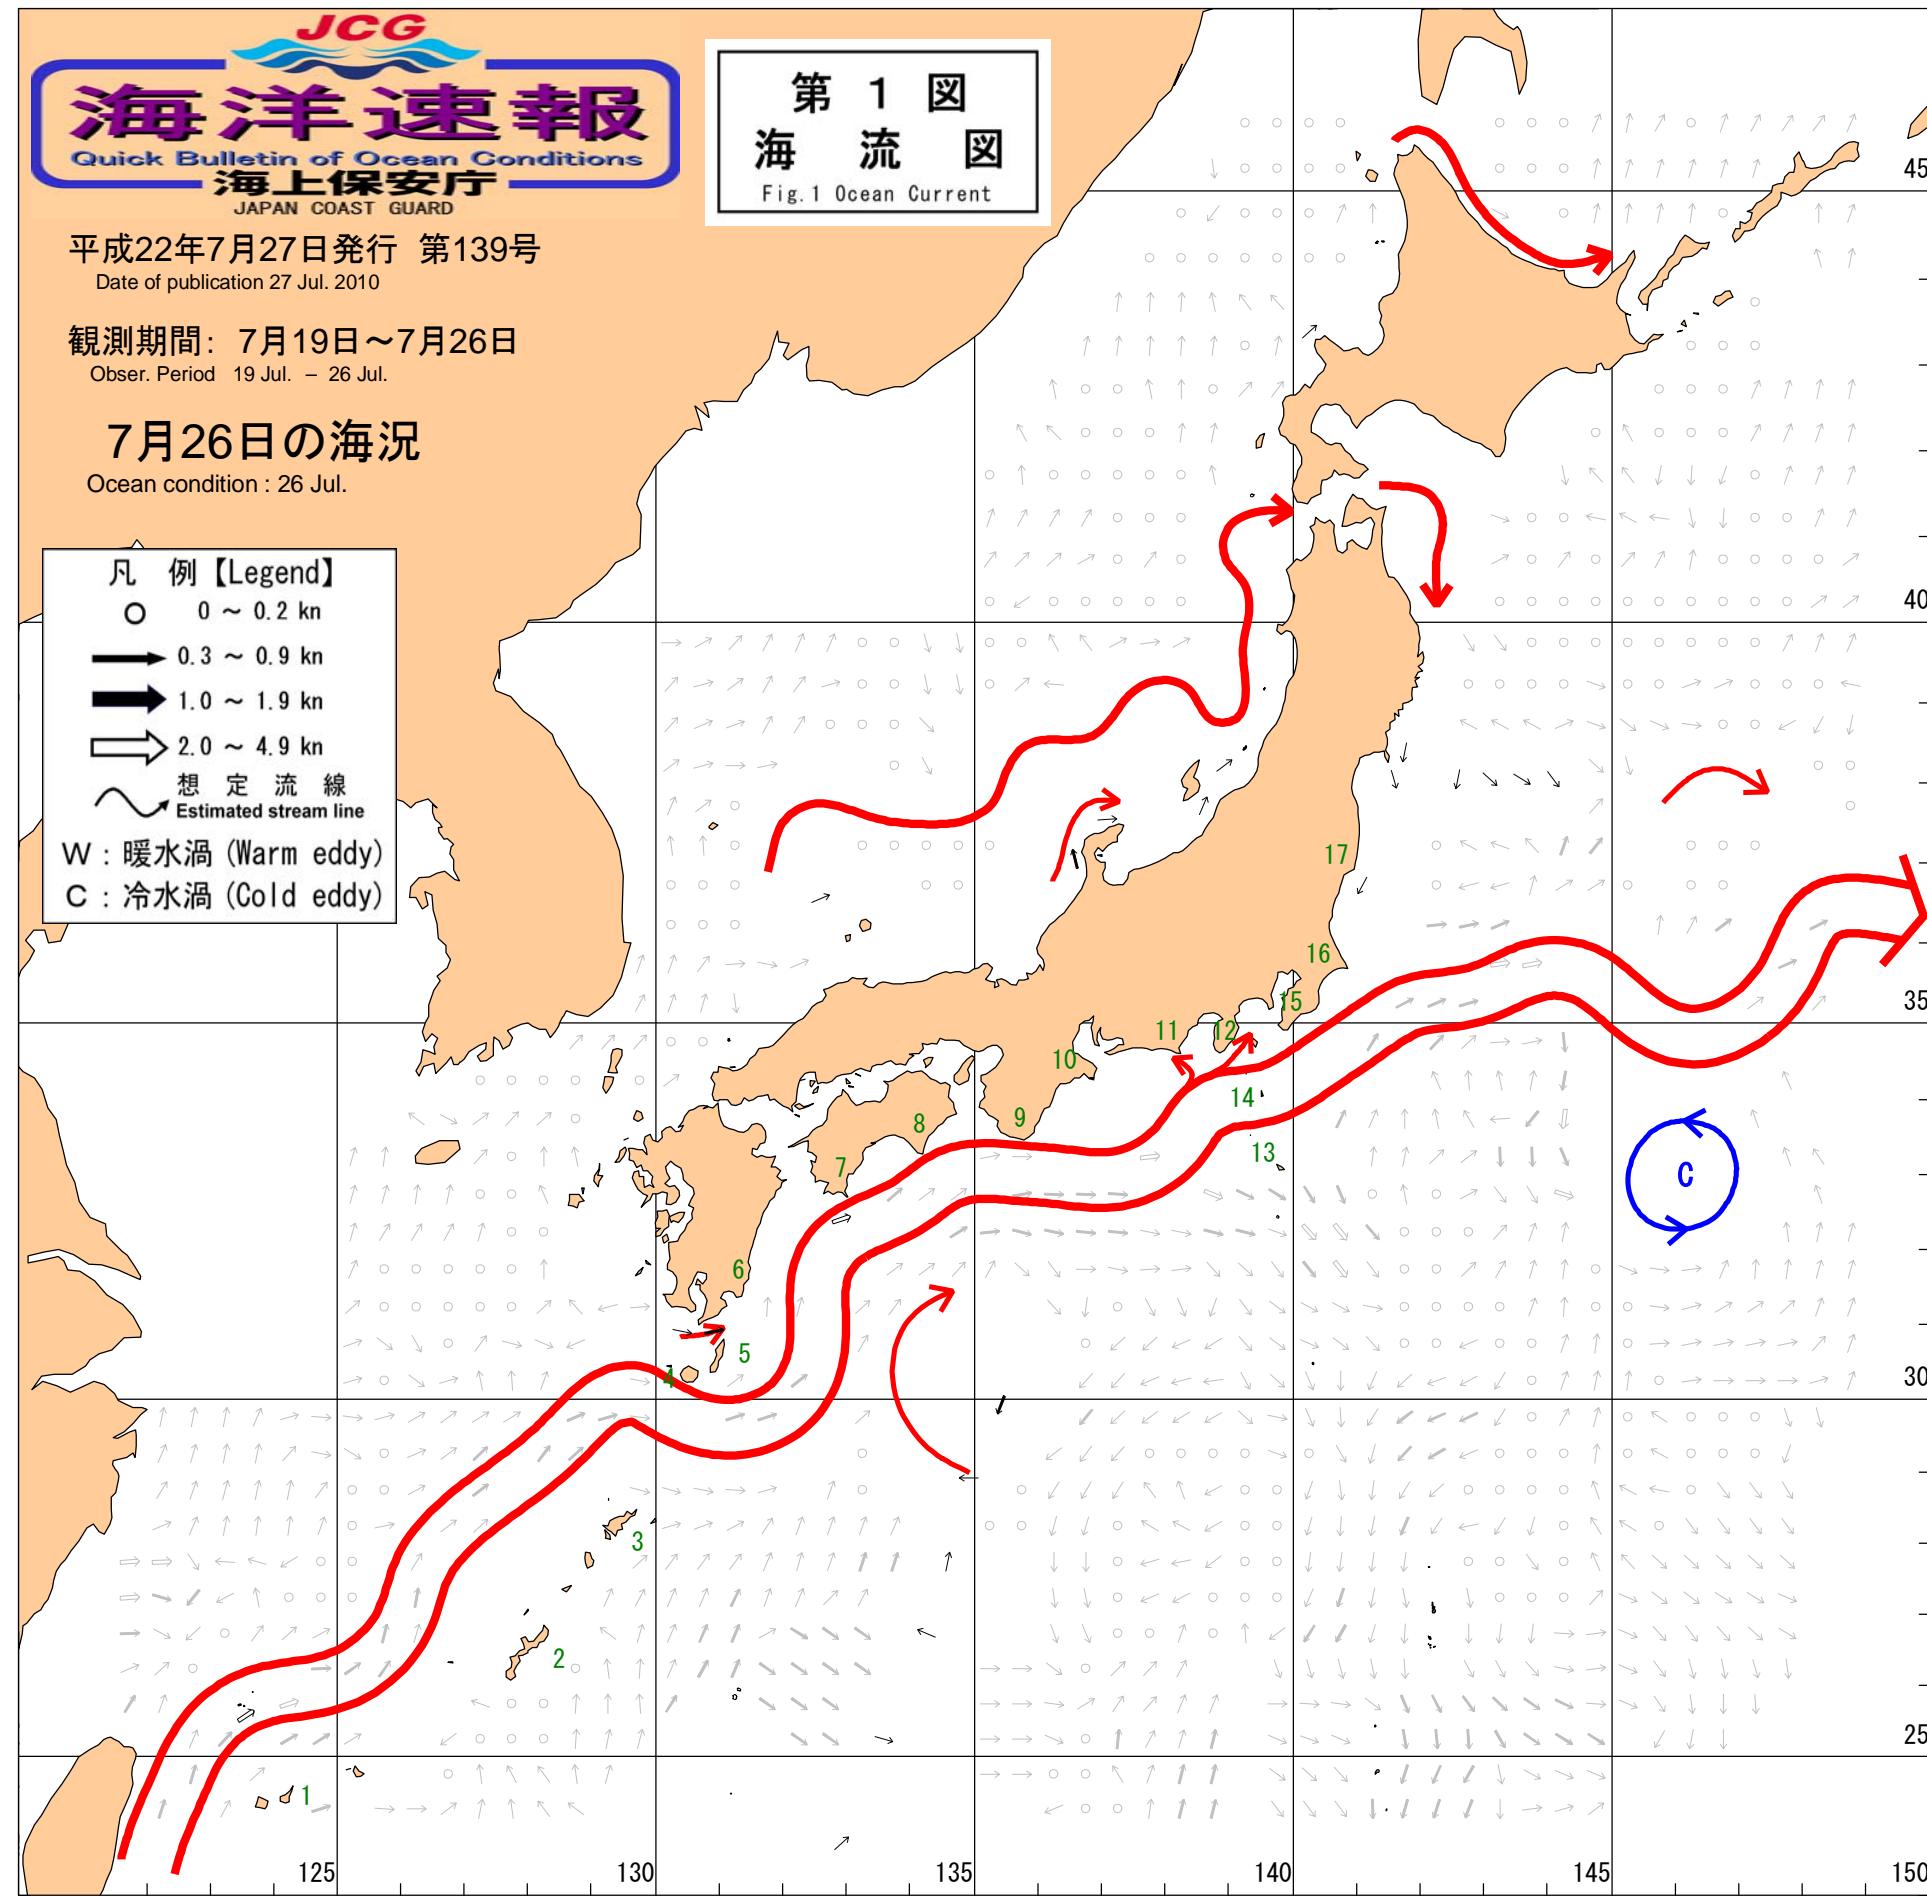 JCG
海洋速報
Quick Bulletin of Ocean Conditions
海上保安庁
JAPAN COAST GUARD
第 1 図
海 流 図
Fig.1 Ocean Current
平成22年7月27日発行 第139号
Date of publication 27 Jul. 2010
観測期間: 7月19日～7月26日
Obser. Period 19 Jul. – 26 Jul.
7月26日の海況
Ocean condition : 26 Jul.
凡 例【Legend】
0 ～ 0.2 kn
0.3 ～ 0.9 kn
1.0 ～ 1.9 kn
2.0 ～ 4.9 kn
想 定 流 線
Estimated stream line
W : 暖水渦 (Warm eddy)
C : 冷水渦 (Cold eddy)
45
40
17
16
35
15
11
12
10
14
9
8
13
7
C
6
5
4
30
3
2
25
1
125
130
135
140
145
150